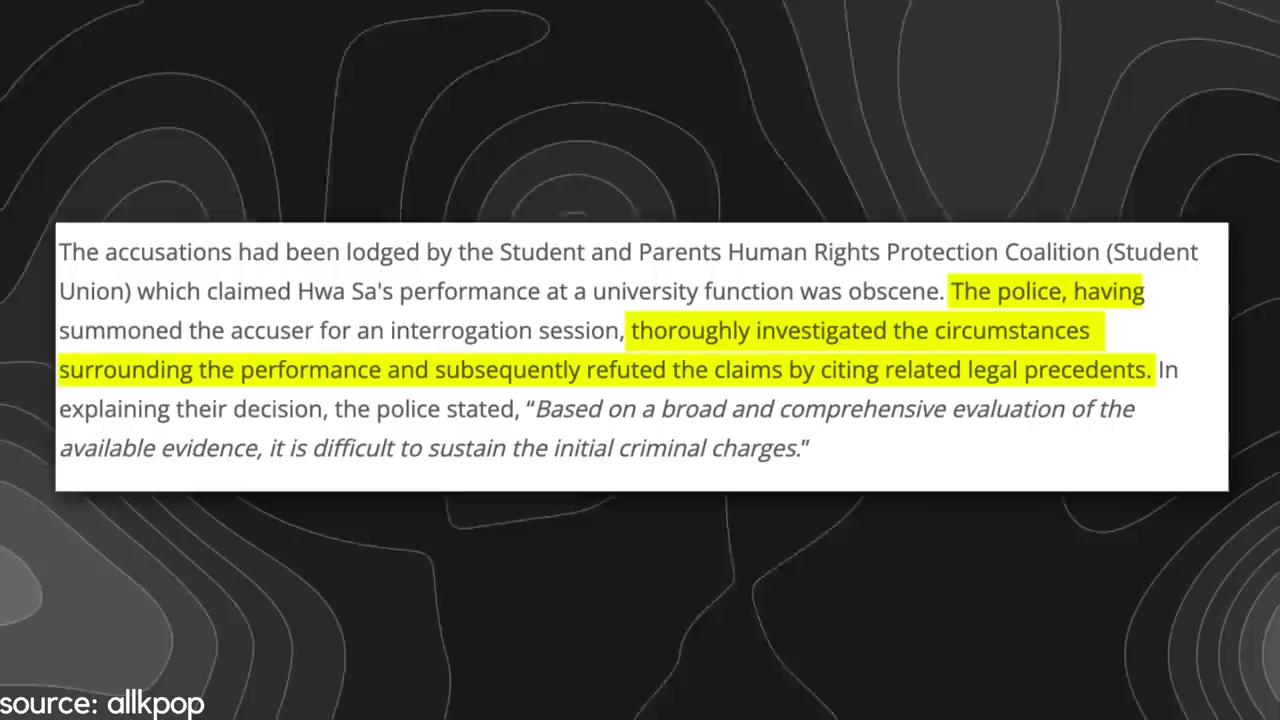 The accusations had been lodged by the Student and Parents Human Rights Protection Coalition (Student
Union) which claimed Hwa Sa's performance at a university function was obscene. The police, having
summoned the accuser for an interrogation session, thoroughly investigated the circumstances
surrounding the performance and subsequently refuted the claims by citing related legal precedents. In
explaining their decision, the police stated, “Based on a broad and comprehensive evaluation of the
available evidence, it is difficult to sustain the initial criminal charges.”
source: allkpop